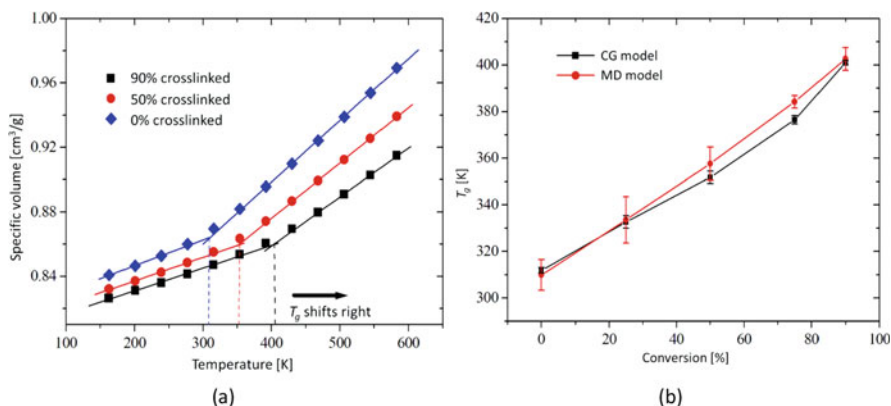 1.00
0.96
0.92
0.88
0.84
Specific volume [cm³/g]
90% crosslinked
50% crosslinked
0% crosslinked
Tg shifts right
100 200 300 400 500 600
Temperature [K]
(a)
420
400
380
360
340
320
310
300
Tg [K]
CG model
MD model
0 20 40 60 80 100
Conversion [%]
(b)